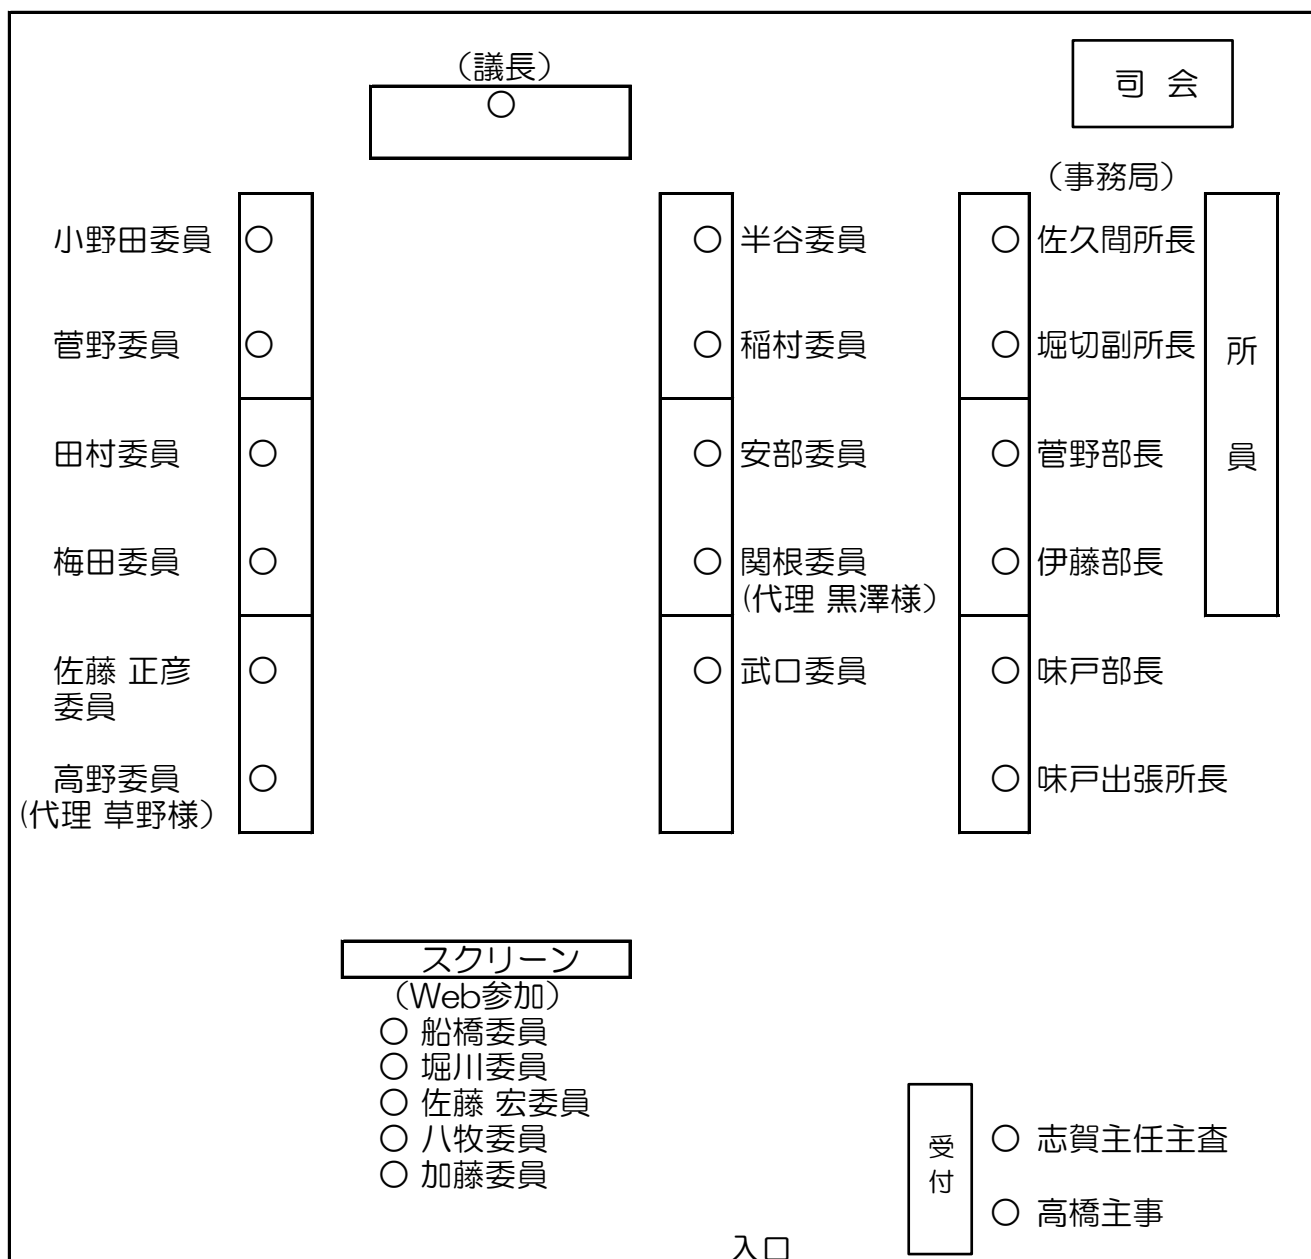 （議長）
○
司 会
（事務局）
小野田委員 ○
○ 半谷委員
○ 佐久間所長
菅野委員 ○
○ 稲村委員
○ 堀切副所長
所
員
田村委員 ○
○ 安部委員
○ 菅野部長
梅田委員 ○
○ 関根委員
(代理 黒澤様）
○ 伊藤部長
佐藤 正彦 ○
委員
○ 武口委員
○ 味戸部長
高野委員 ○
(代理 草野様）
○ 味戸出張所長
スクリーン
（Web参加）
○ 船橋委員
○ 堀川委員
○ 佐藤 宏委員
○ 八牧委員
○ 加藤委員
受
付
○ 志賀主任主査
○ 高橋主事
入口